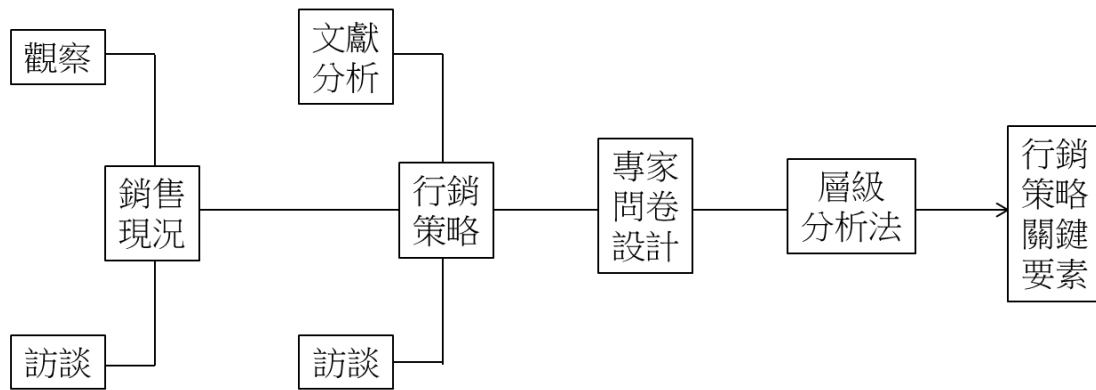 觀察
文獻
分析
銷售
現況
行銷
策略
專家
問卷
設計
層級
分析法
行銷
策略
關鍵
要素
訪談
訪談